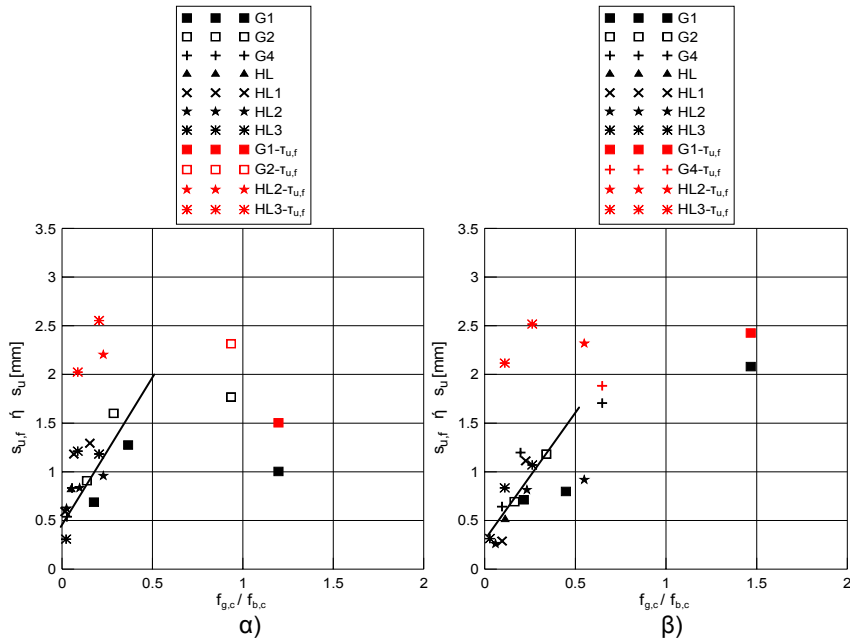 G1
G2
G4
HL
HL1
HL2
HL3
G1-τu,f
G2-τu,f
HL2-τu,f
HL3-τu,f
3.5
3
2.5
2
1.5
1
0.5
0
0 0.5 1 1.5 2
su,f ή su [mm]
fg,c / fb,c
α)
G1
G2
G4
HL
HL1
HL2
HL3
G1-τu,f
G4-τu,f
HL2-τu,f
HL3-τu,f
3.5
3
2.5
2
1.5
1
0.5
0
0 0.5 1 1.5 2
su,f ή su [mm]
fg,c / fb,c
β)